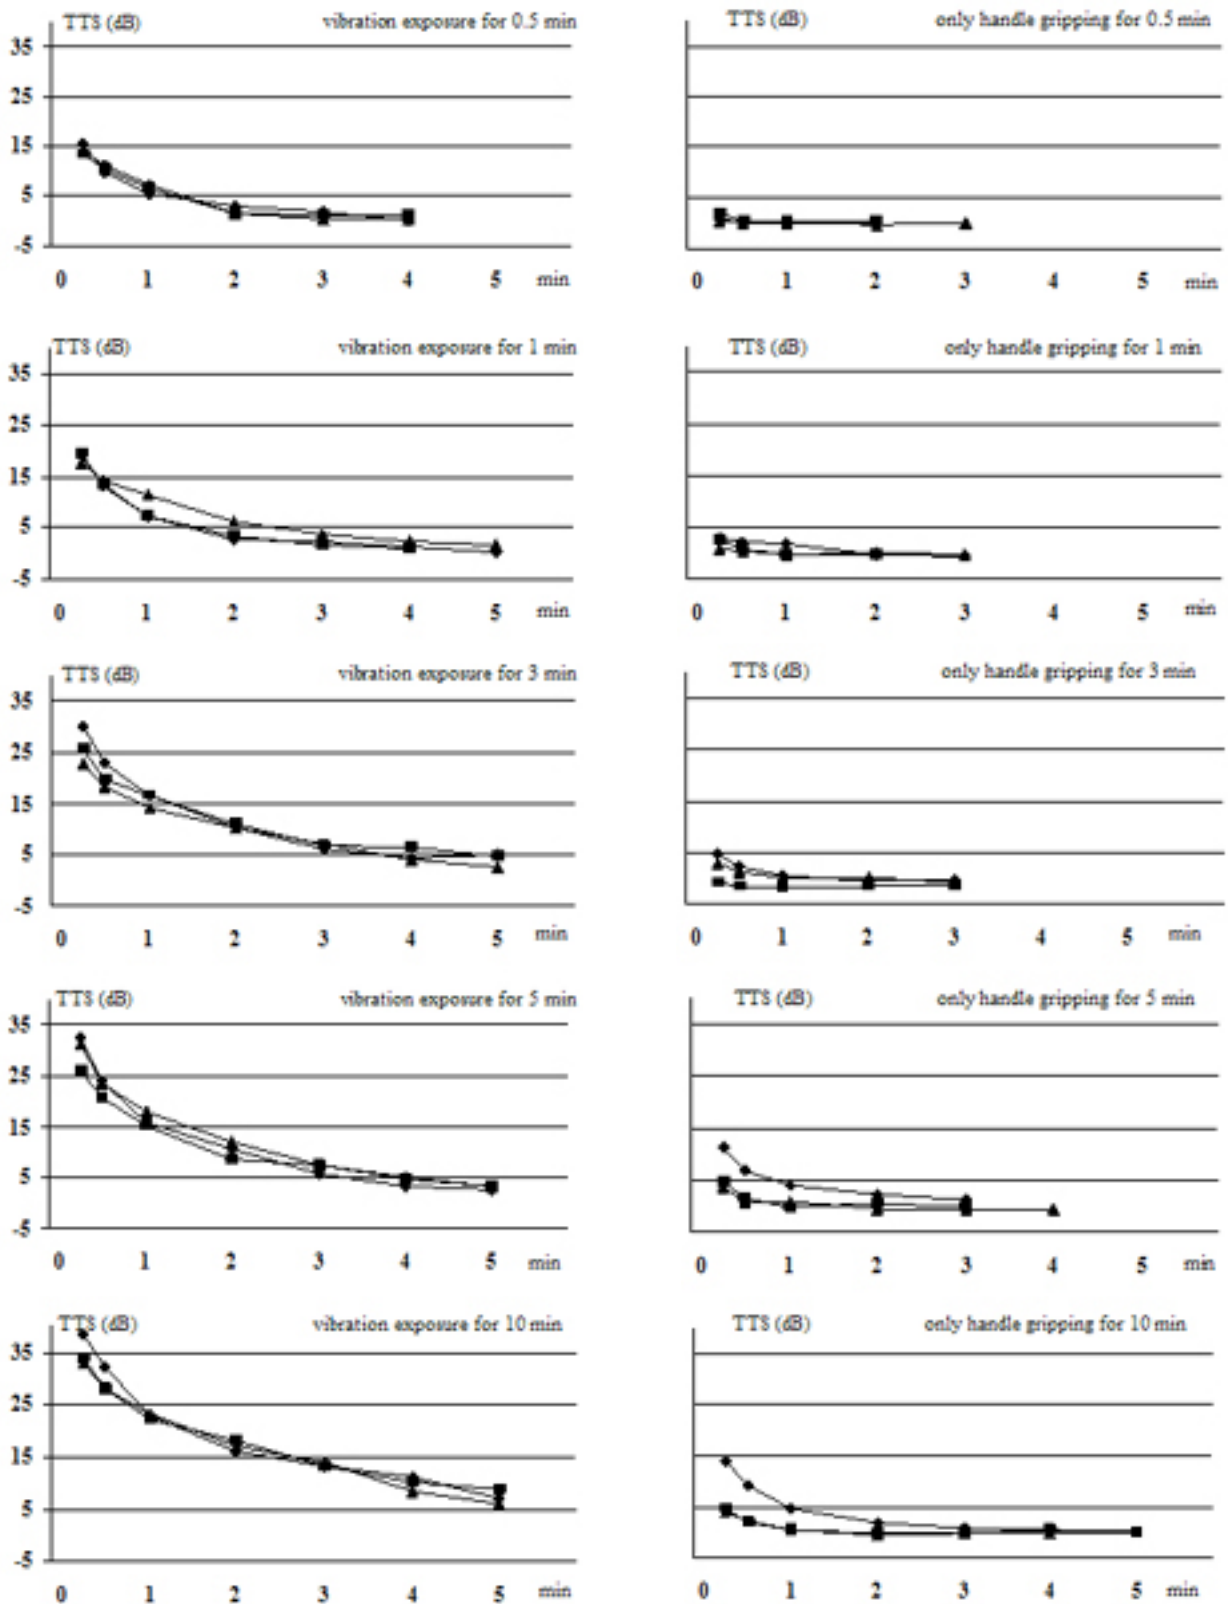 TTS (dB) vibration exposure for 0.5 min
35
25
15
5
-5
0 1 2 3 4 5 min
TTS (dB) only handle gripping for 0.5 min
0 1 2 3 4 5 min
TTS (dB) vibration exposure for 1 min
35
25
15
5
-5
0 1 2 3 4 5 min
TTS (dB) only handle gripping for 1 min
0 1 2 3 4 5 min
TTS (dB) vibration exposure for 3 min
35
25
15
5
-5
0 1 2 3 4 5 min
TTS (dB) only handle gripping for 3 min
0 1 2 3 4 5 min
TTS (dB) vibration exposure for 5 min
35
25
15
5
-5
0 1 2 3 4 5 min
TTS (dB) only handle gripping for 5 min
0 1 2 3 4 5 min
TTS (dB) vibration exposure for 10 min
35
25
15
5
-5
0 1 2 3 4 5 min
TTS (dB) only handle gripping for 10 min
0 1 2 3 4 5 min